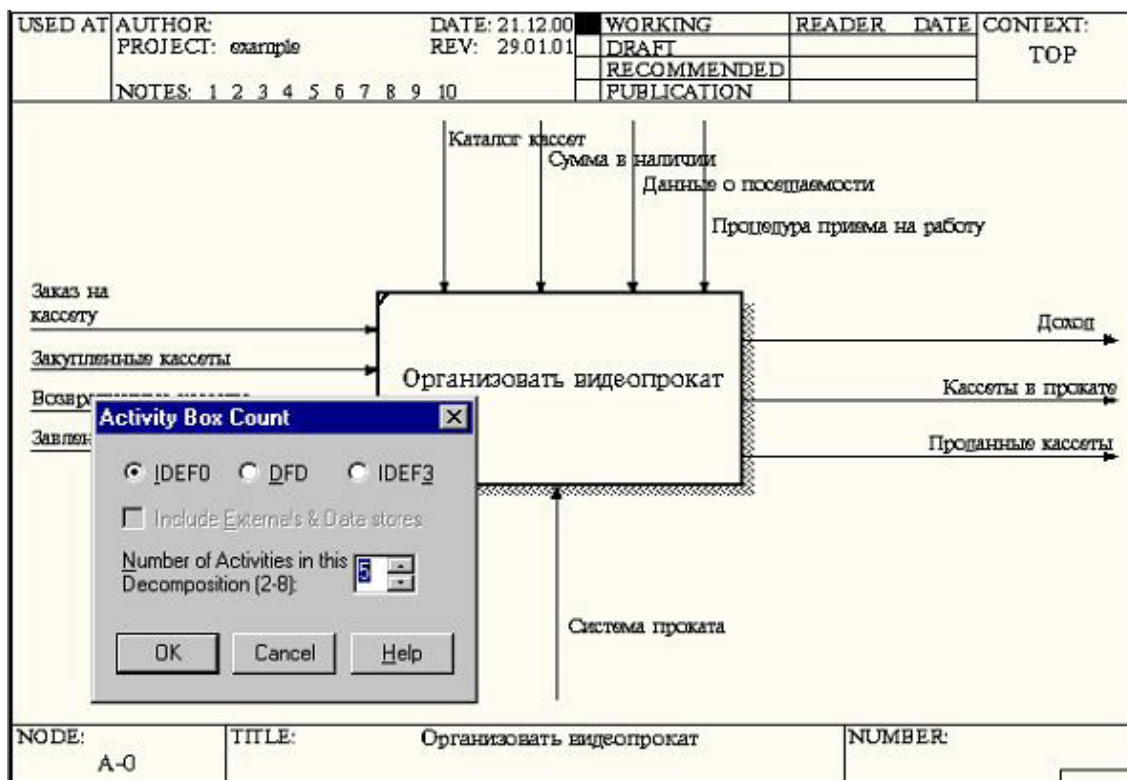 USED AT: AUTHOR: DATE: 21.12.00 WORKING READER DATE CONTEXT:
PROJECT: example REV: 29.01.01 DRAFT TOP
RECOMMENDED
NOTES: 1 2 3 4 5 6 7 8 9 10 PUBLICATION
Каталог кассет
Сумма в наличии
Данные о посещаемости
Процедура приема на работу
Заказ на
кассету
Закупленные кассеты
Организовать видеопрокат
Доход
Кассеты в прокате
Проданные кассеты
Activity Box Count
IDEF0 DFD IDEF3
Include Externals & Data stores
Number of Activities in this
Decomposition (2-8): 5
OK Cancel Help
Система проката
NODE: TITLE: Организовать видеопрокат NUMBER:
A-0